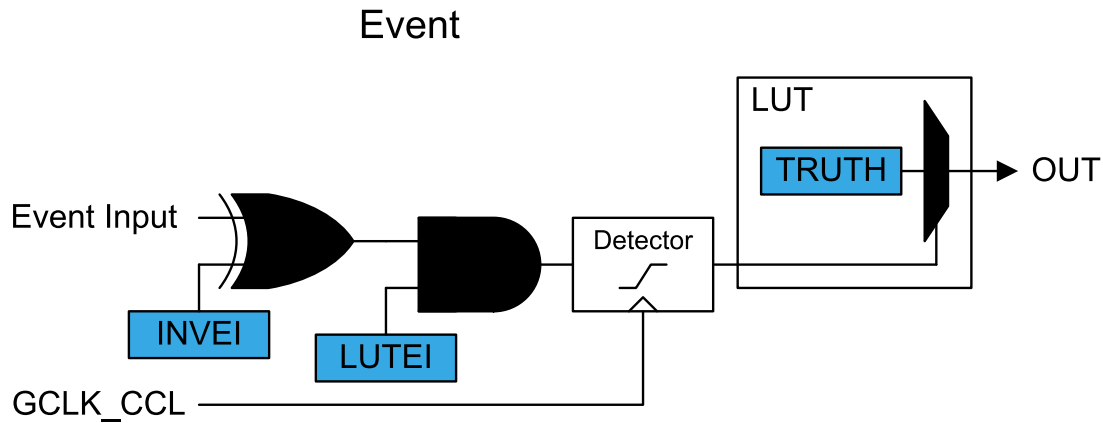 Event
LUT
TRUTH
OUT
Event Input
Detector
INVEI
LUTEI
GCLK_CCL